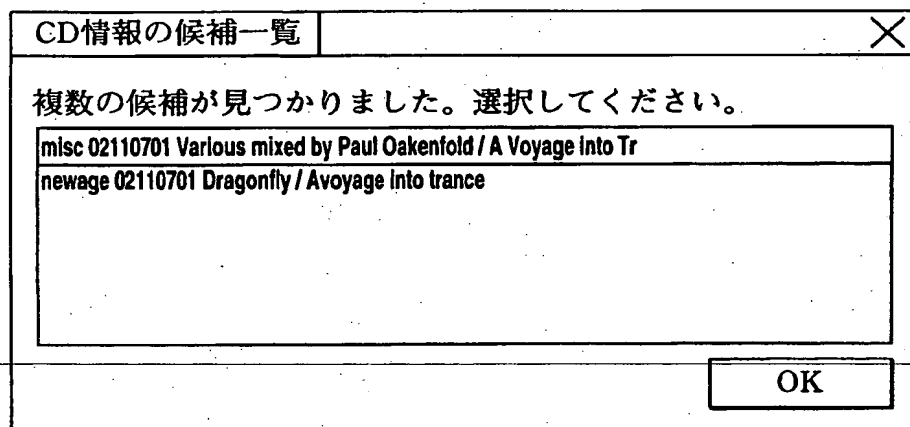 CD情報の候補一覧
複数の候補が見つかりました。選択してください。
misc 02110701 Various mixed by Paul Oakenfold / A Voyage Into Tr
newage 02110701 Dragonfly / Avoyage into trance
OK